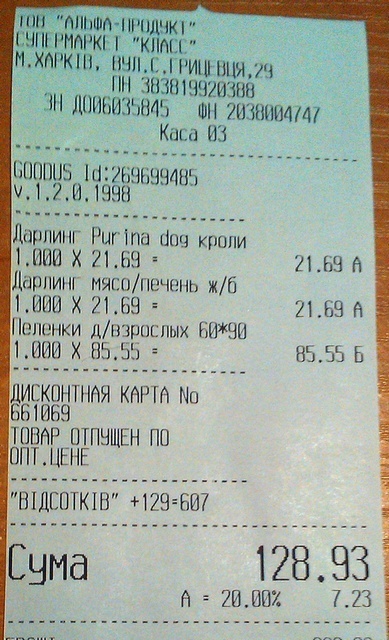 ТОВ "АЛЬФА-ПРОДУКТ"
СУПЕРМАРКЕТ "КЛАСС"
М.ХАРКІВ, ВУЛ.С.ГРИЦЕВЦЯ,29
ПН 383819920388
ЗН ДО06035845 ФН 2038004747
Каса 03
GOODUS Id:269699485
v.1.2.0.1998
Дарлинг Purina dog кроли
1.000 X 21.69 = 21.69 А
Дарлинг мясо/печень ж/б
1.000 X 21.69 = 21.69 А
Пеленки д/взрослых 60*90
1.000 X 85.55 = 85.55 Б
ДИСКОНТНАЯ КАРТА No
661069
ТОВАР ОТПУЩЕН ПО
ОПТ.ЦЕНЕ
"ВІДСОТКІВ" +129=607
Сума 128.93
А = 20.00% 7.23